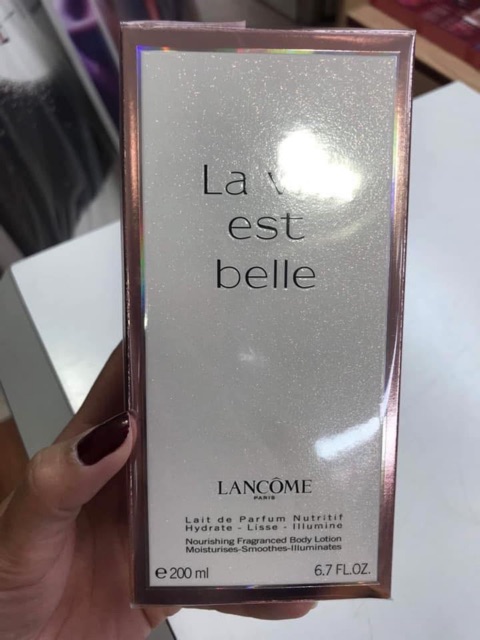 La vie
est
belle
LANCÔME
PARIS
Lait de Parfum Nutritif
Hydrate - Lisse - Illumine
Nourishing Fragranced Body Lotion
Moisturises-Smoothes-Illuminates
e 200 ml 6.7 FL.OZ.